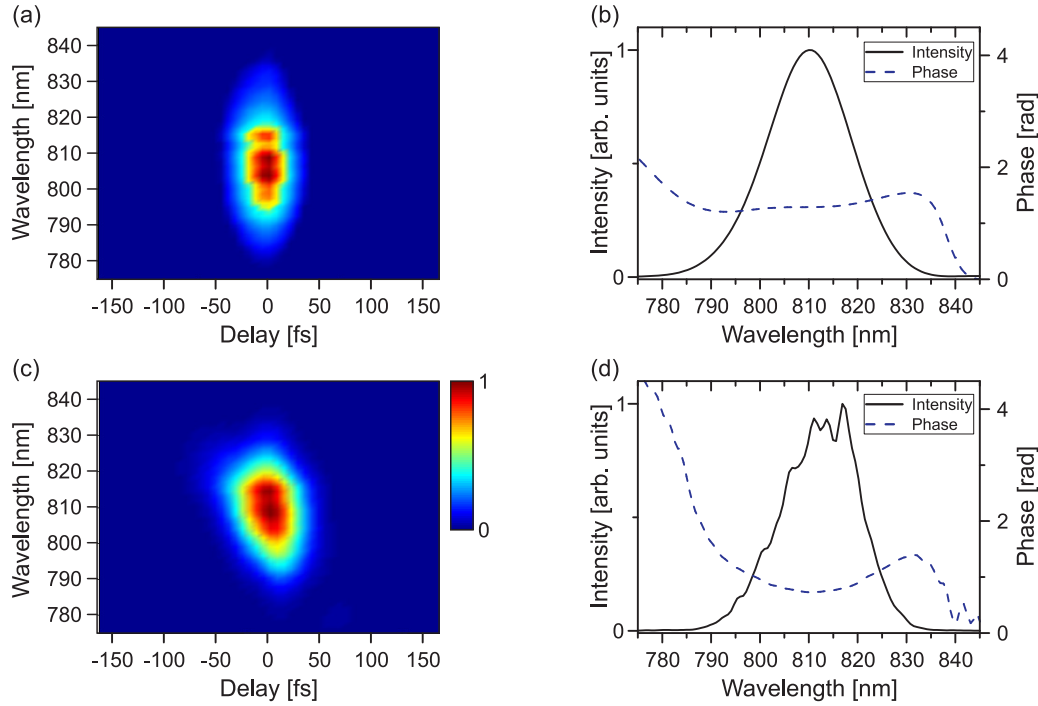 (a)
840
830
820
810
800
790
780
Wavelength [nm]
-150 -100 -50 0 50 100 150
Delay [fs]
(b)
1
0
Intensity [arb. units]
Intensity
Phase
4
3
2
1
0
Phase [rad]
780 790 800 810 820 830 840
Wavelength [nm]
(c)
840
830
820
810
800
790
780
Wavelength [nm]
1
0
-150 -100 -50 0 50 100 150
Delay [fs]
(d)
1
0
Intensity [arb. units]
Intensity
Phase
4
3
2
1
0
Phase [rad]
780 790 800 810 820 830 840
Wavelength [nm]